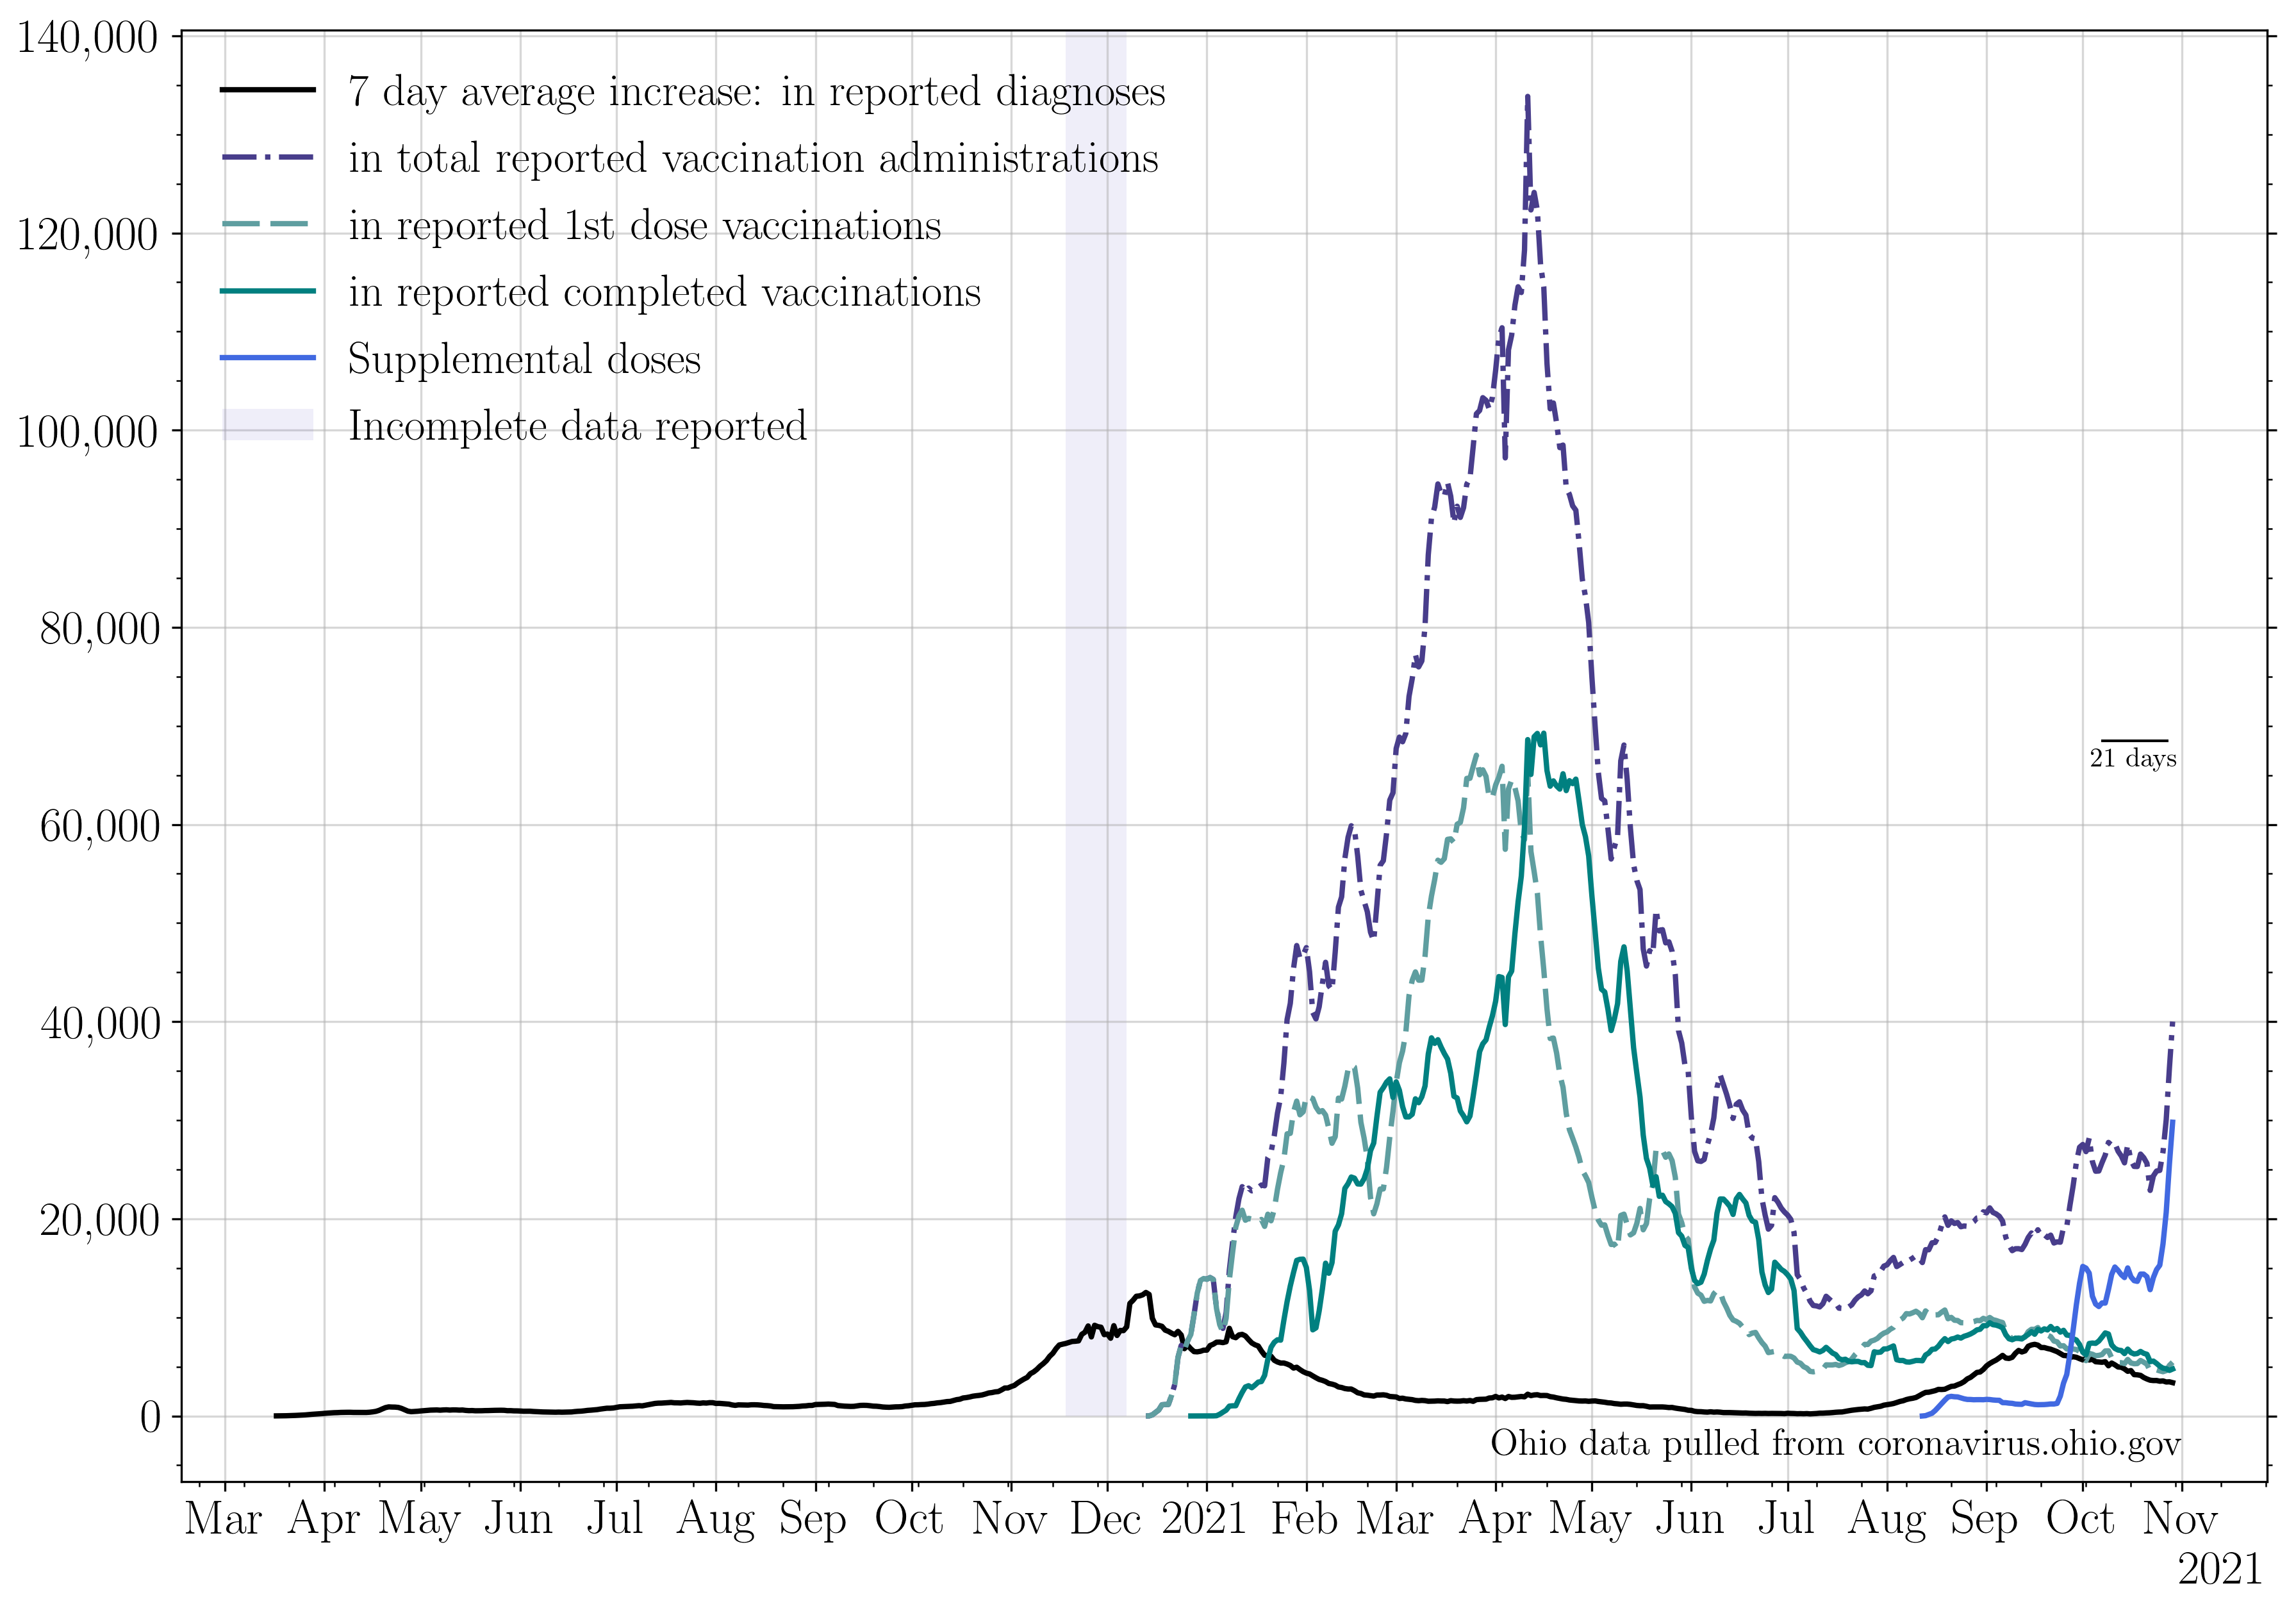 140,000
120,000
100,000
80,000
60,000
40,000
20,000
0
7 day average increase: in reported diagnoses
in total reported vaccination administrations
in reported 1st dose vaccinations
in reported completed vaccinations
Supplemental doses
Incomplete data reported
21 days
Ohio data pulled from coronavirus.ohio.gov
Mar Apr May Jun Jul Aug Sep Oct Nov Dec 2021 Feb Mar Apr May Jun Jul Aug Sep Oct Nov
2021